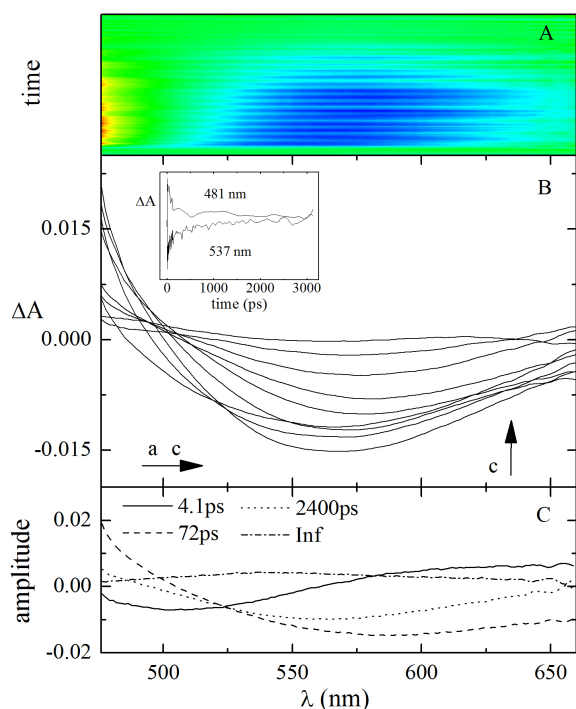 A
time
B
ΔA
481 nm
537 nm
0 1000 2000 3000
time (ps)
0.015
ΔA
0.000
-0.015
a c
c
C
4.1ps 2400ps
72ps Inf
0.02
0.00
-0.02
amplitude
500 550 600 650
λ (nm)